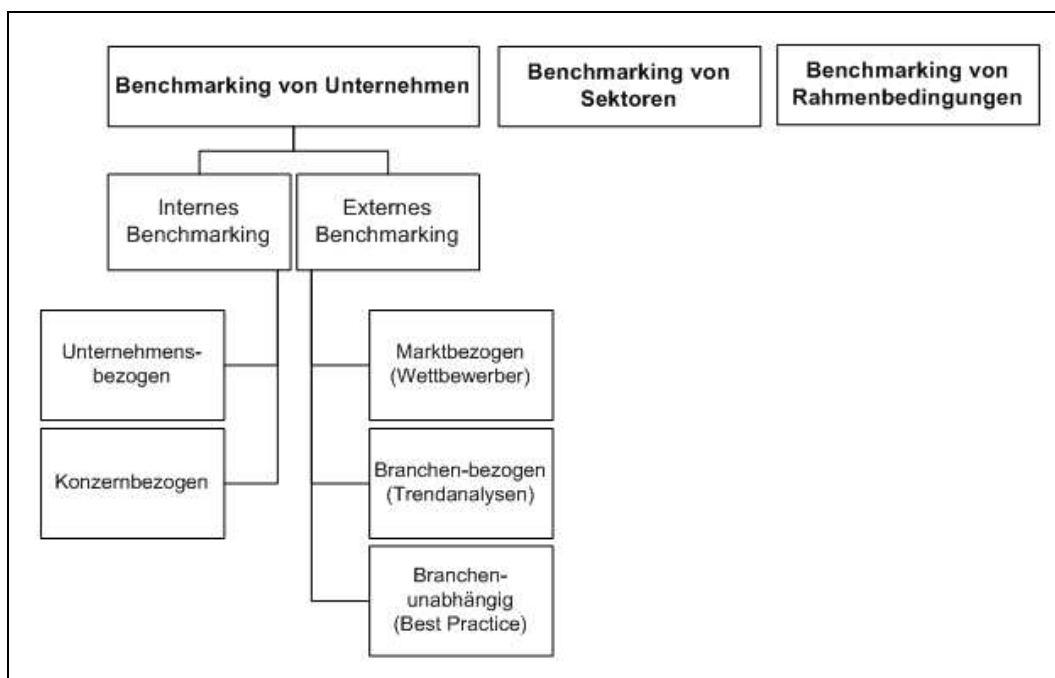 Benchmarking von Unternehmen
Benchmarking von
Sektoren
Benchmarking von
Rahmenbedingungen
Internes
Benchmarking
Externes
Benchmarking
Unternehmens-
bezogen
Konzernbezogen
Marktbezogen
(Wettbewerber)
Branchen-bezogen
(Trendanalysen)
Branchen-
unabhängig
(Best Practice)